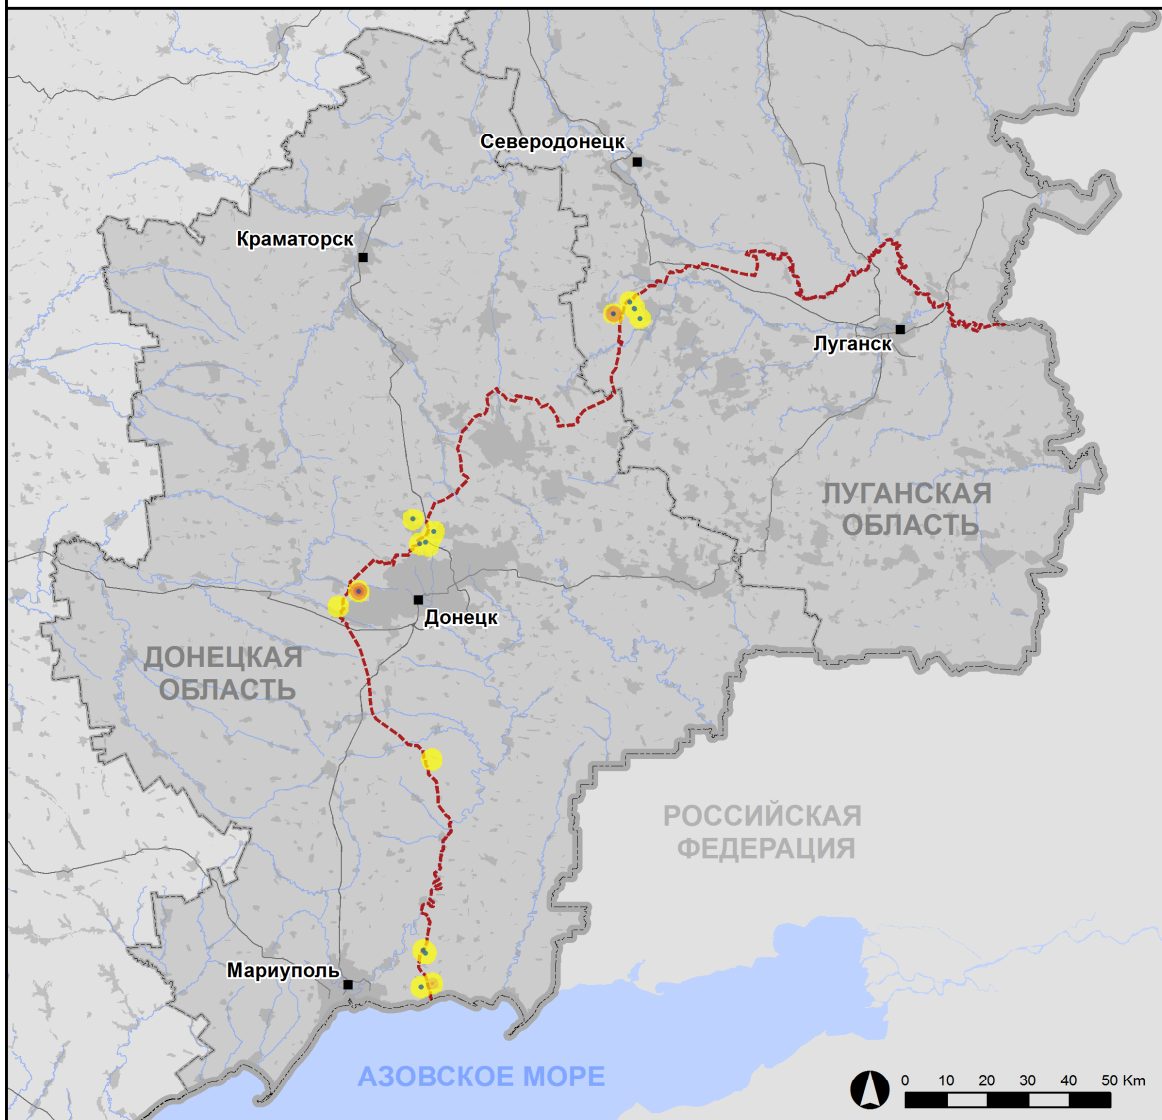 Северодонецк
Краматорск
Луганск
ЛУГАНСКАЯ
ОБЛАСТЬ
Донецк
ДОНЕЦКАЯ
ОБЛАСТЬ
РОССИЙСКАЯ
ФЕДЕРАЦИЯ
Мариуполь
АЗОВСКОЕ МОРЕ
0 10 20 30 40 50 Km